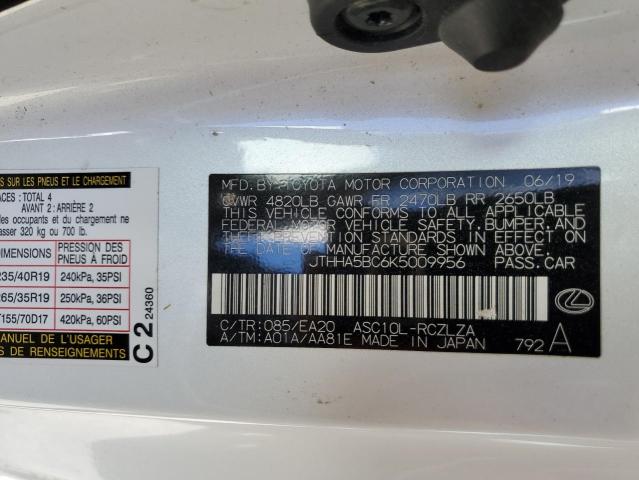 S SUR LES PNEUS ET LE CHARGEMENT
ACES: TOTAL 4
AVANT 2: ARRIÈRE 2
es occupants et du chargement ne
asser 320 kg ou 700 lb.
DIMENSIONS
PRESSION DES PNEUS À FROID
235/40R19 240kPa, 35PSI
265/35R19 250kPa, 36PSI
T155/70D17 420kPa, 60PSI
MANUEL DE L'USAGER
DE RENSEIGNEMENTS
C2 24360
MFD. BY: TOYOTA MOTOR CORPORATION 06/19
GVWR 4820LB GAWR FR 2470LB RR 2650LB
THIS VEHICLE CONFORMS TO ALL APPLICABLE
FEDERAL MOTOR VEHICLE SAFETY, BUMPER, AND
THEFT PREVENTION STANDARDS IN EFFECT ON
THE DATE OF MANUFACTURE SHOWN ABOVE.
JTHHA5BC6K5009956 PASS.CAR
C/TR: 085/EA20 ASC10L-RCZLZA
A/TM: A01A/AA81E MADE IN JAPAN 792 A